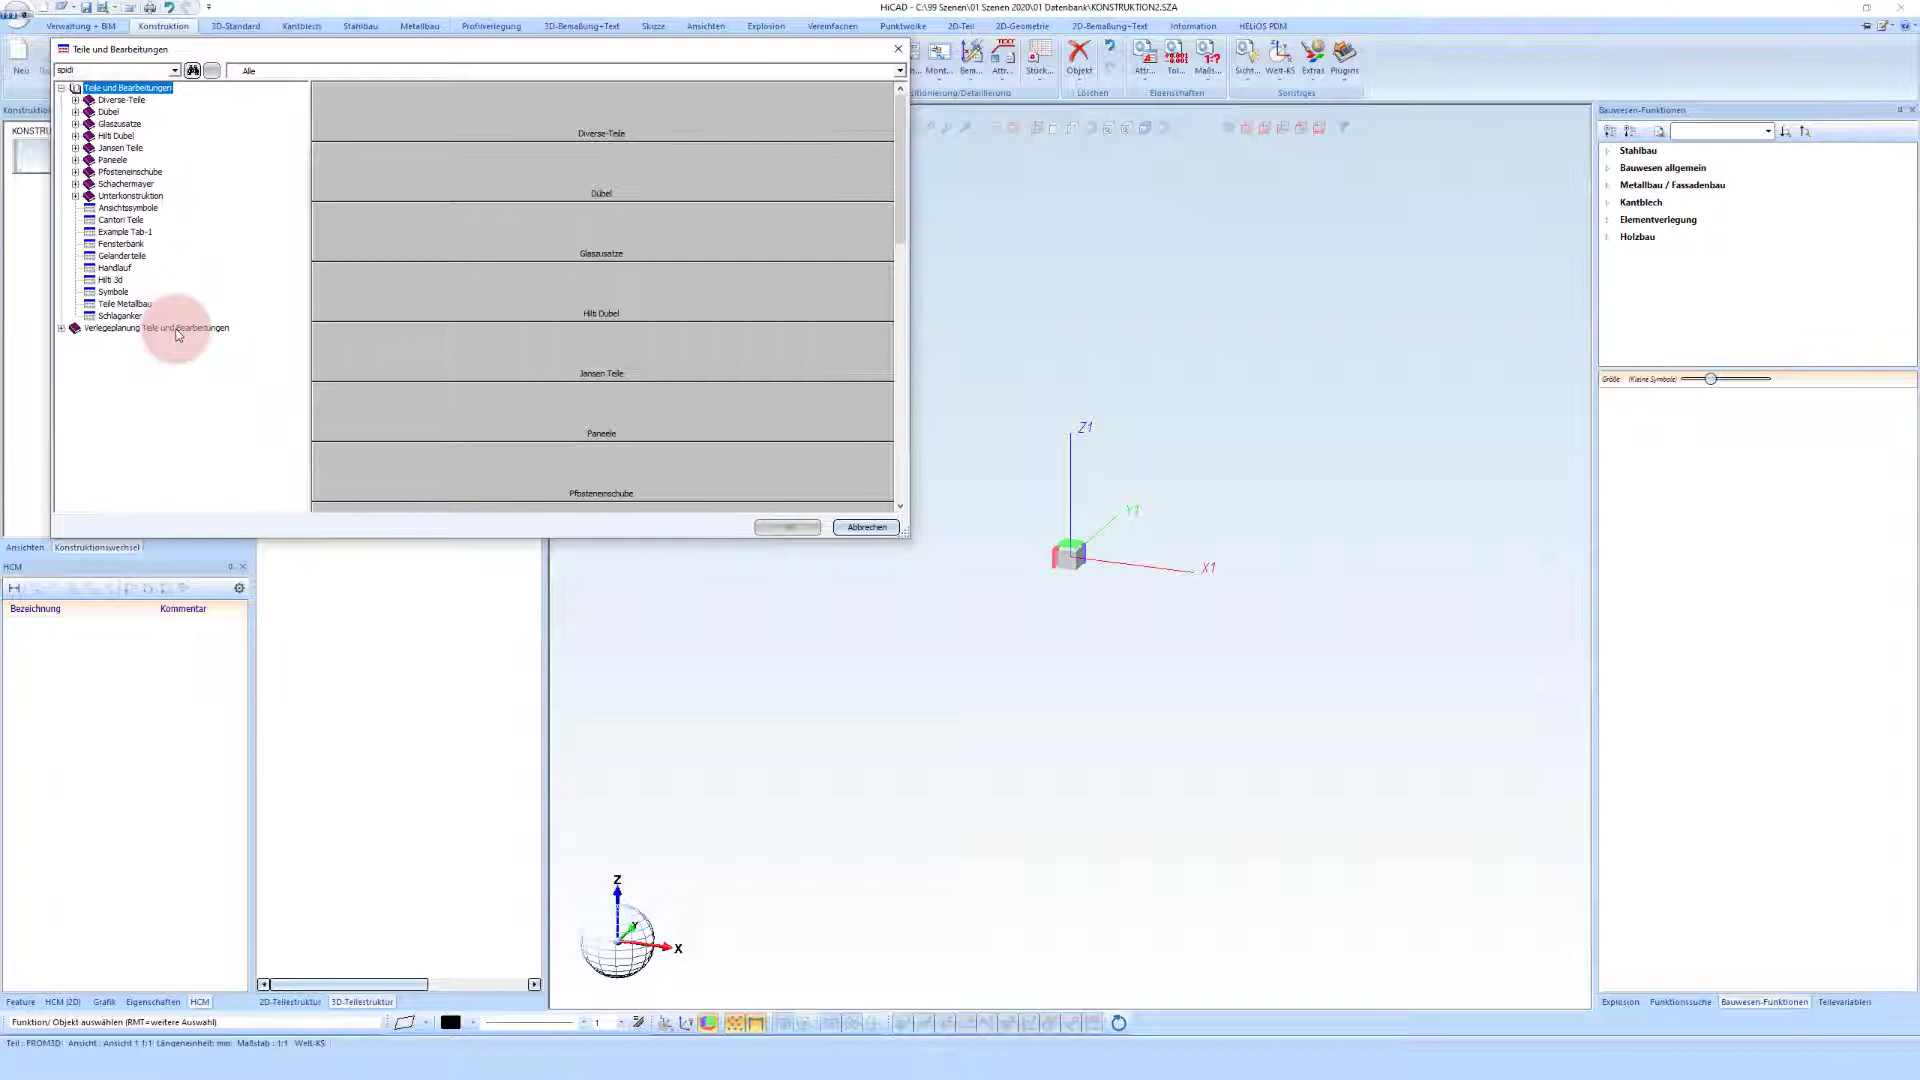 HiCAD - C:\99 Szenen\01 Szenen 2020\01 Datenbank\KONSTRUKTION2.SZA
Verwaltung + BIM
Konstruktion
3D-Standard
Kantblech
Stahlbau
Metallbau
Profilverlegung
3D-Bemaßung+Text
Skizze
Ansichten
Explosion
Vereinfachen
Punktwolke
2D-Teil
2D-Geometrie
2D-Bemaßung+Text
Information
HELiOS PDM
Neu
Mont...
Bem...
Attr...
Stück...
Objekt
Attr...
Tol...
Maßs...
Sicht...
Welt-KS
Extras
Plugins
Löschen
Eigenschaften
Sonstiges
Teile und Bearbeitungen
spidi
Alle
Teile und Bearbeitungen
Diverse-Teile
Dübel
Glaszusatze
Hilti Dubel
Jansen Teile
Paneele
Pfosteneinschube
Schachermayer
Unterkonstruktion
Ansichtssymbole
Cantori Teile
Example Tab-1
Fensterbank
Gelanderteile
Handlauf
Hilti 3d
Symbole
Teile Metallbau
Schlaganker
Verlegeplanung Teile und Bearbeitungen
Diverse-Teile
Dübel
Glaszusatze
Hilti Dubel
Jansen Teile
Paneele
Pfosteneinschube
Abbrechen
Bauwesen-Funktionen
Stahlbau
Bauwesen allgemein
Metallbau / Fassadenbau
Kantblech
Elementverlegung
Holzbau
Größe: (Kleine Symbole)
Z1
Y1
X1
Ansichten
Konstruktionswechsel
HCM
Bezeichnung
Kommentar
Z
Y
X
Feature
HCM (2D)
Grafik
Eigenschaften
HCM
2D-Teilestruktur
3D-Teilestruktur
Explosion
Funktionssuche
Bauwesen-Funktionen
Teilevariablen
Funktion/ Objekt auswählen (RMT=weitere Auswahl)
1
Teil : FROM3D Ansicht : Ansicht 1 1:1 Längeneinheit: mm Maßstab : 1:1 Welt-KS